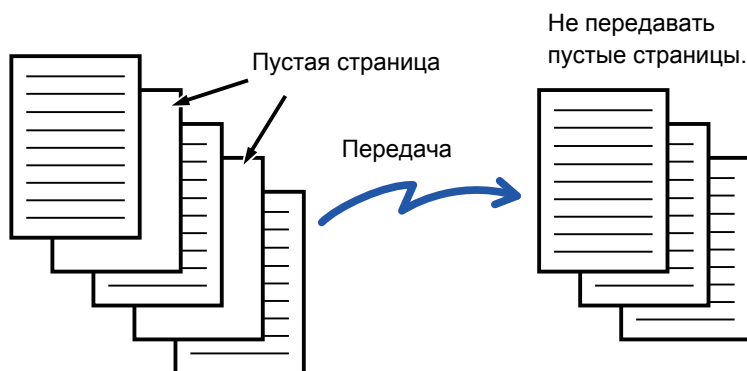 Не передавать
пустые страницы.
Пустая страница
Передача